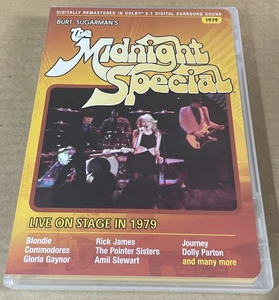 DIGITALLY REMASTERED IN DOLBY® 5.1 DIGITAL SURROUND SOUND
1979
BURT SUGARMAN'S
the
Midnight
Special
LIVE ON STAGE IN 1979
Blondie Rick James Journey
Commodores The Pointer Sisters Dolly Parton
Gloria Gaynor Amii Stewart and many more